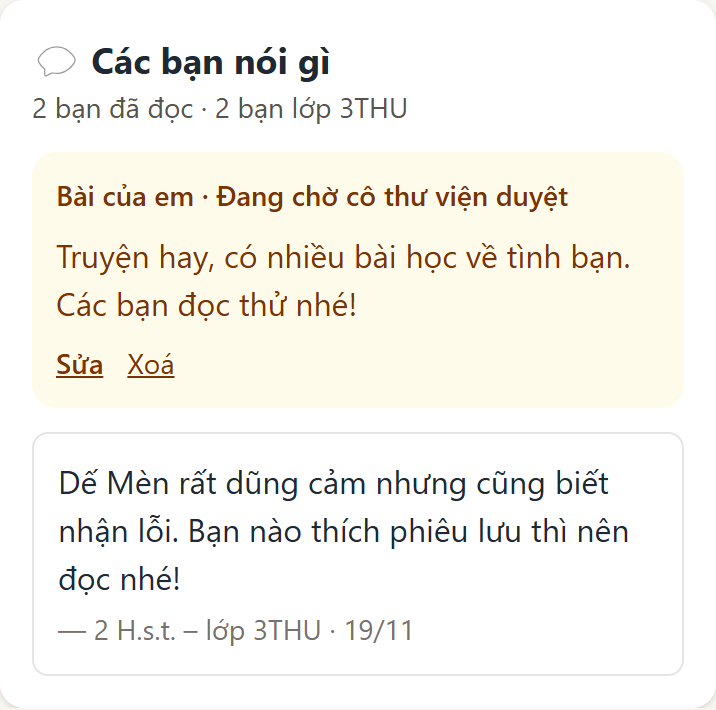 Các bạn nói gì
2 bạn đã đọc · 2 bạn lớp 3THU
Bài của em · Đang chờ cô thư viện duyệt
Truyện hay, có nhiều bài học về tình bạn.
Các bạn đọc thử nhé!
Sửa Xoá
Dế Mèn rất dũng cảm nhưng cũng biết
nhận lỗi. Bạn nào thích phiêu lưu thì nên
đọc nhé!
— 2 H.s.t. – lớp 3THU · 19/11